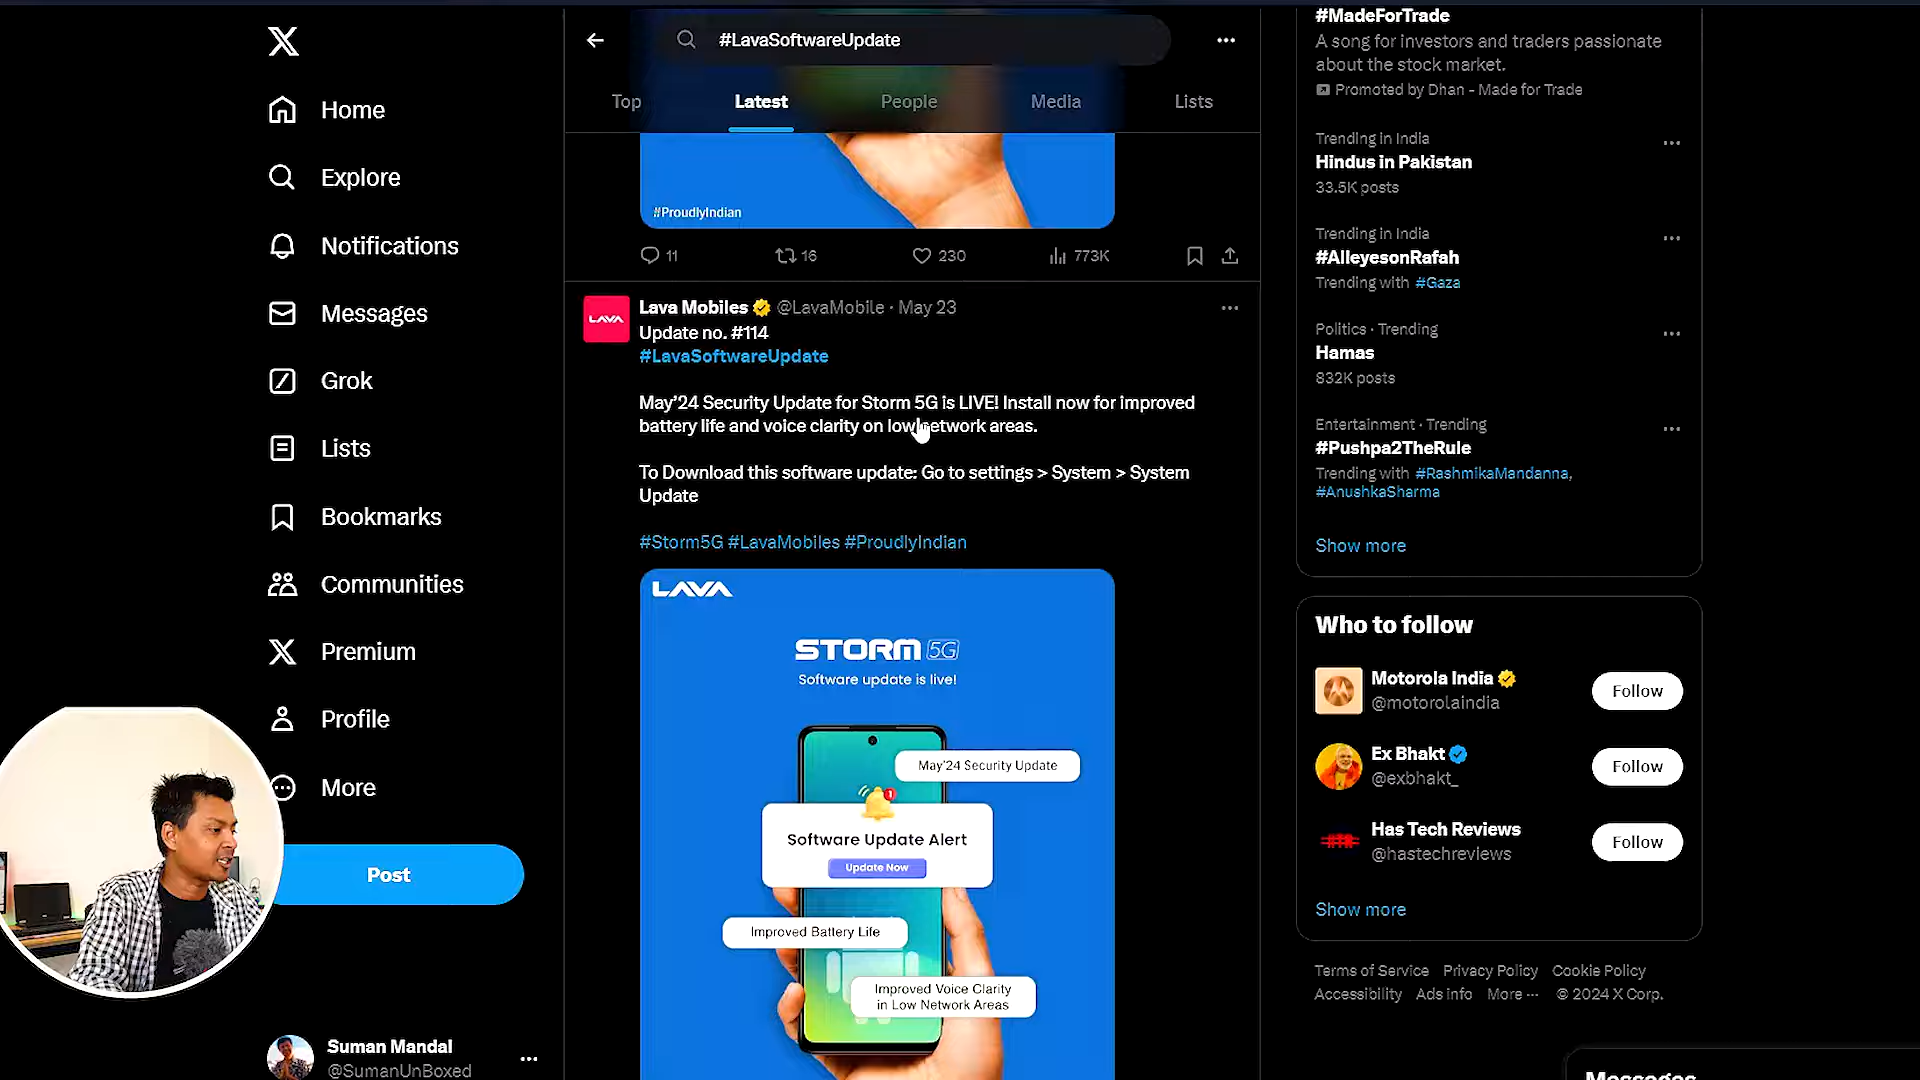 Home
Explore
Notifications
Messages
Grok
Lists
Bookmarks
Communities
Premium
Profile
More
Post
Suman Mandal
@SumanUnBoxed
#LavaSoftwareUpdate
Top
Latest
People
Media
Lists
#ProudlyIndian
11
16
230
773K
LAVA
Lava Mobiles @LavaMobile · May 23
Update no. #114
#LavaSoftwareUpdate
May'24 Security Update for Storm 5G is LIVE! Install now for improved
battery life and voice clarity on low network areas.
To Download this software update: Go to settings > System > System
Update
#Storm5G #LavaMobiles #ProudlyIndian
LAVA
STORM 5G
Software update is live!
May'24 Security Update
1
Software Update Alert
Update Now
Improved Battery Life
Improved Voice Clarity
in Low Network Areas
#MadeForTrade
A song for investors and traders passionate
about the stock market.
Promoted by Dhan - Made for Trade
Trending in India
Hindus in Pakistan
33.5K posts
Trending in India
#AlleyesonRafah
Trending with #Gaza
Politics · Trending
Hamas
832K posts
Entertainment · Trending
#Pushpa2TheRule
Trending with #RashmikaMandanna,
#AnushkaSharma
Show more
Who to follow
Motorola India
@motorolaindia
Follow
Ex Bhakt
@exbhakt_
Follow
Has Tech Reviews
@hastechreviews
Follow
Show more
Terms of Service Privacy Policy Cookie Policy
Accessibility Ads info More ··· © 2024 X Corp.
Messages